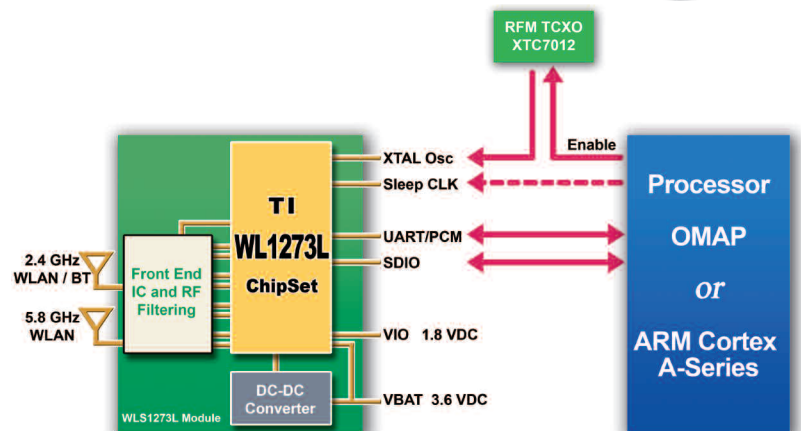 RFM TCXO
XTC7012
Enable
XTAL Osc
Sleep CLK
UART/PCM
SDIO
VIO 1.8 VDC
VBAT 3.6 VDC
TI
WL1273L
ChipSet
2.4 GHz
WLAN / BT
5.8 GHz
WLAN
Front End
IC and RF
Filtering
DC-DC
Converter
WLS1273L Module
Processor
OMAP
or
ARM Cortex
A-Series